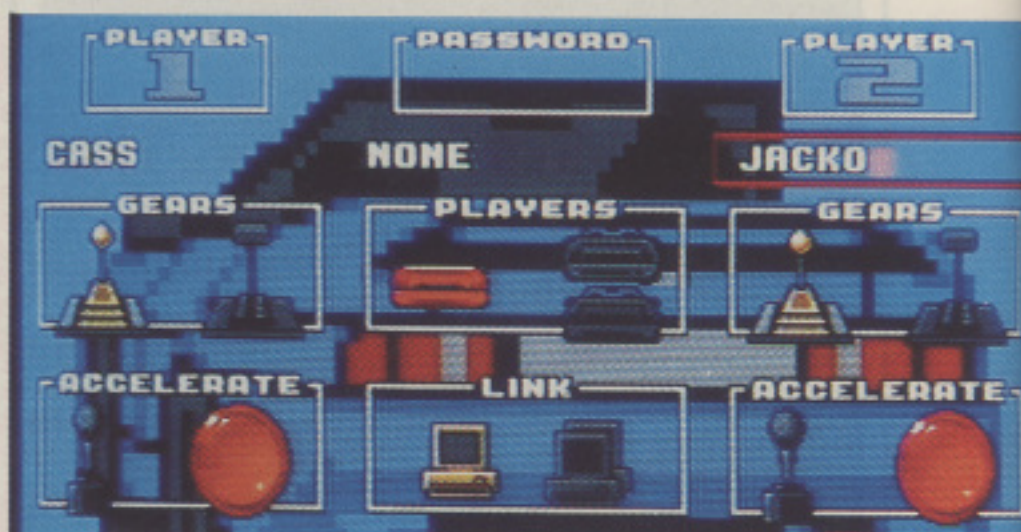 PLAYER PASSWORD PLAYER
1 2
CASS NONE JACKO
GEARS PLAYERS GEARS
ACCELERATE LINK ACCELERATE